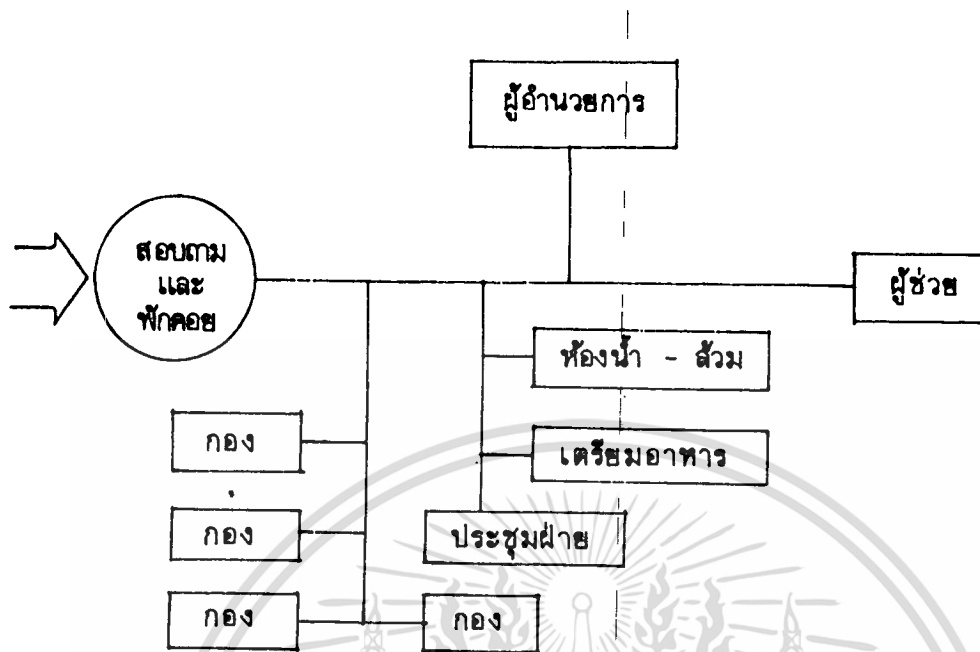 ผู้อำนวยการ
สอบถาม
และ
พักคอย
ผู้ช่วย
ห้องน้ำ - ส้วม
กอง
เตรียมอาหาร
กอง
ประชุมฝ่าย
กอง
กอง